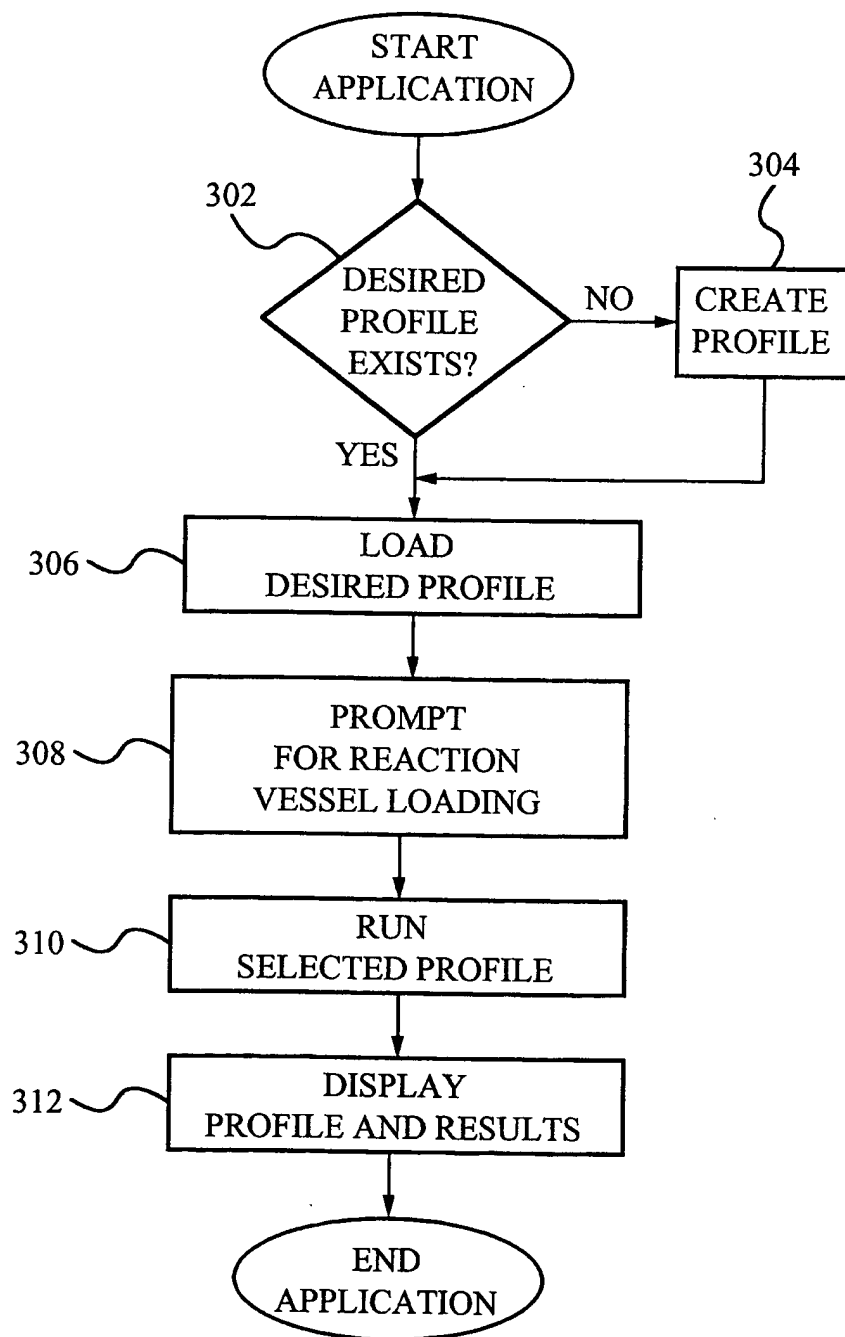 START
APPLICATION
302
304
DESIRED
PROFILE
EXISTS?
NO
CREATE
PROFILE
YES
306
LOAD
DESIRED PROFILE
308
PROMPT
FOR REACTION
VESSEL LOADING
310
RUN
SELECTED PROFILE
312
DISPLAY
PROFILE AND RESULTS
END
APPLICATION